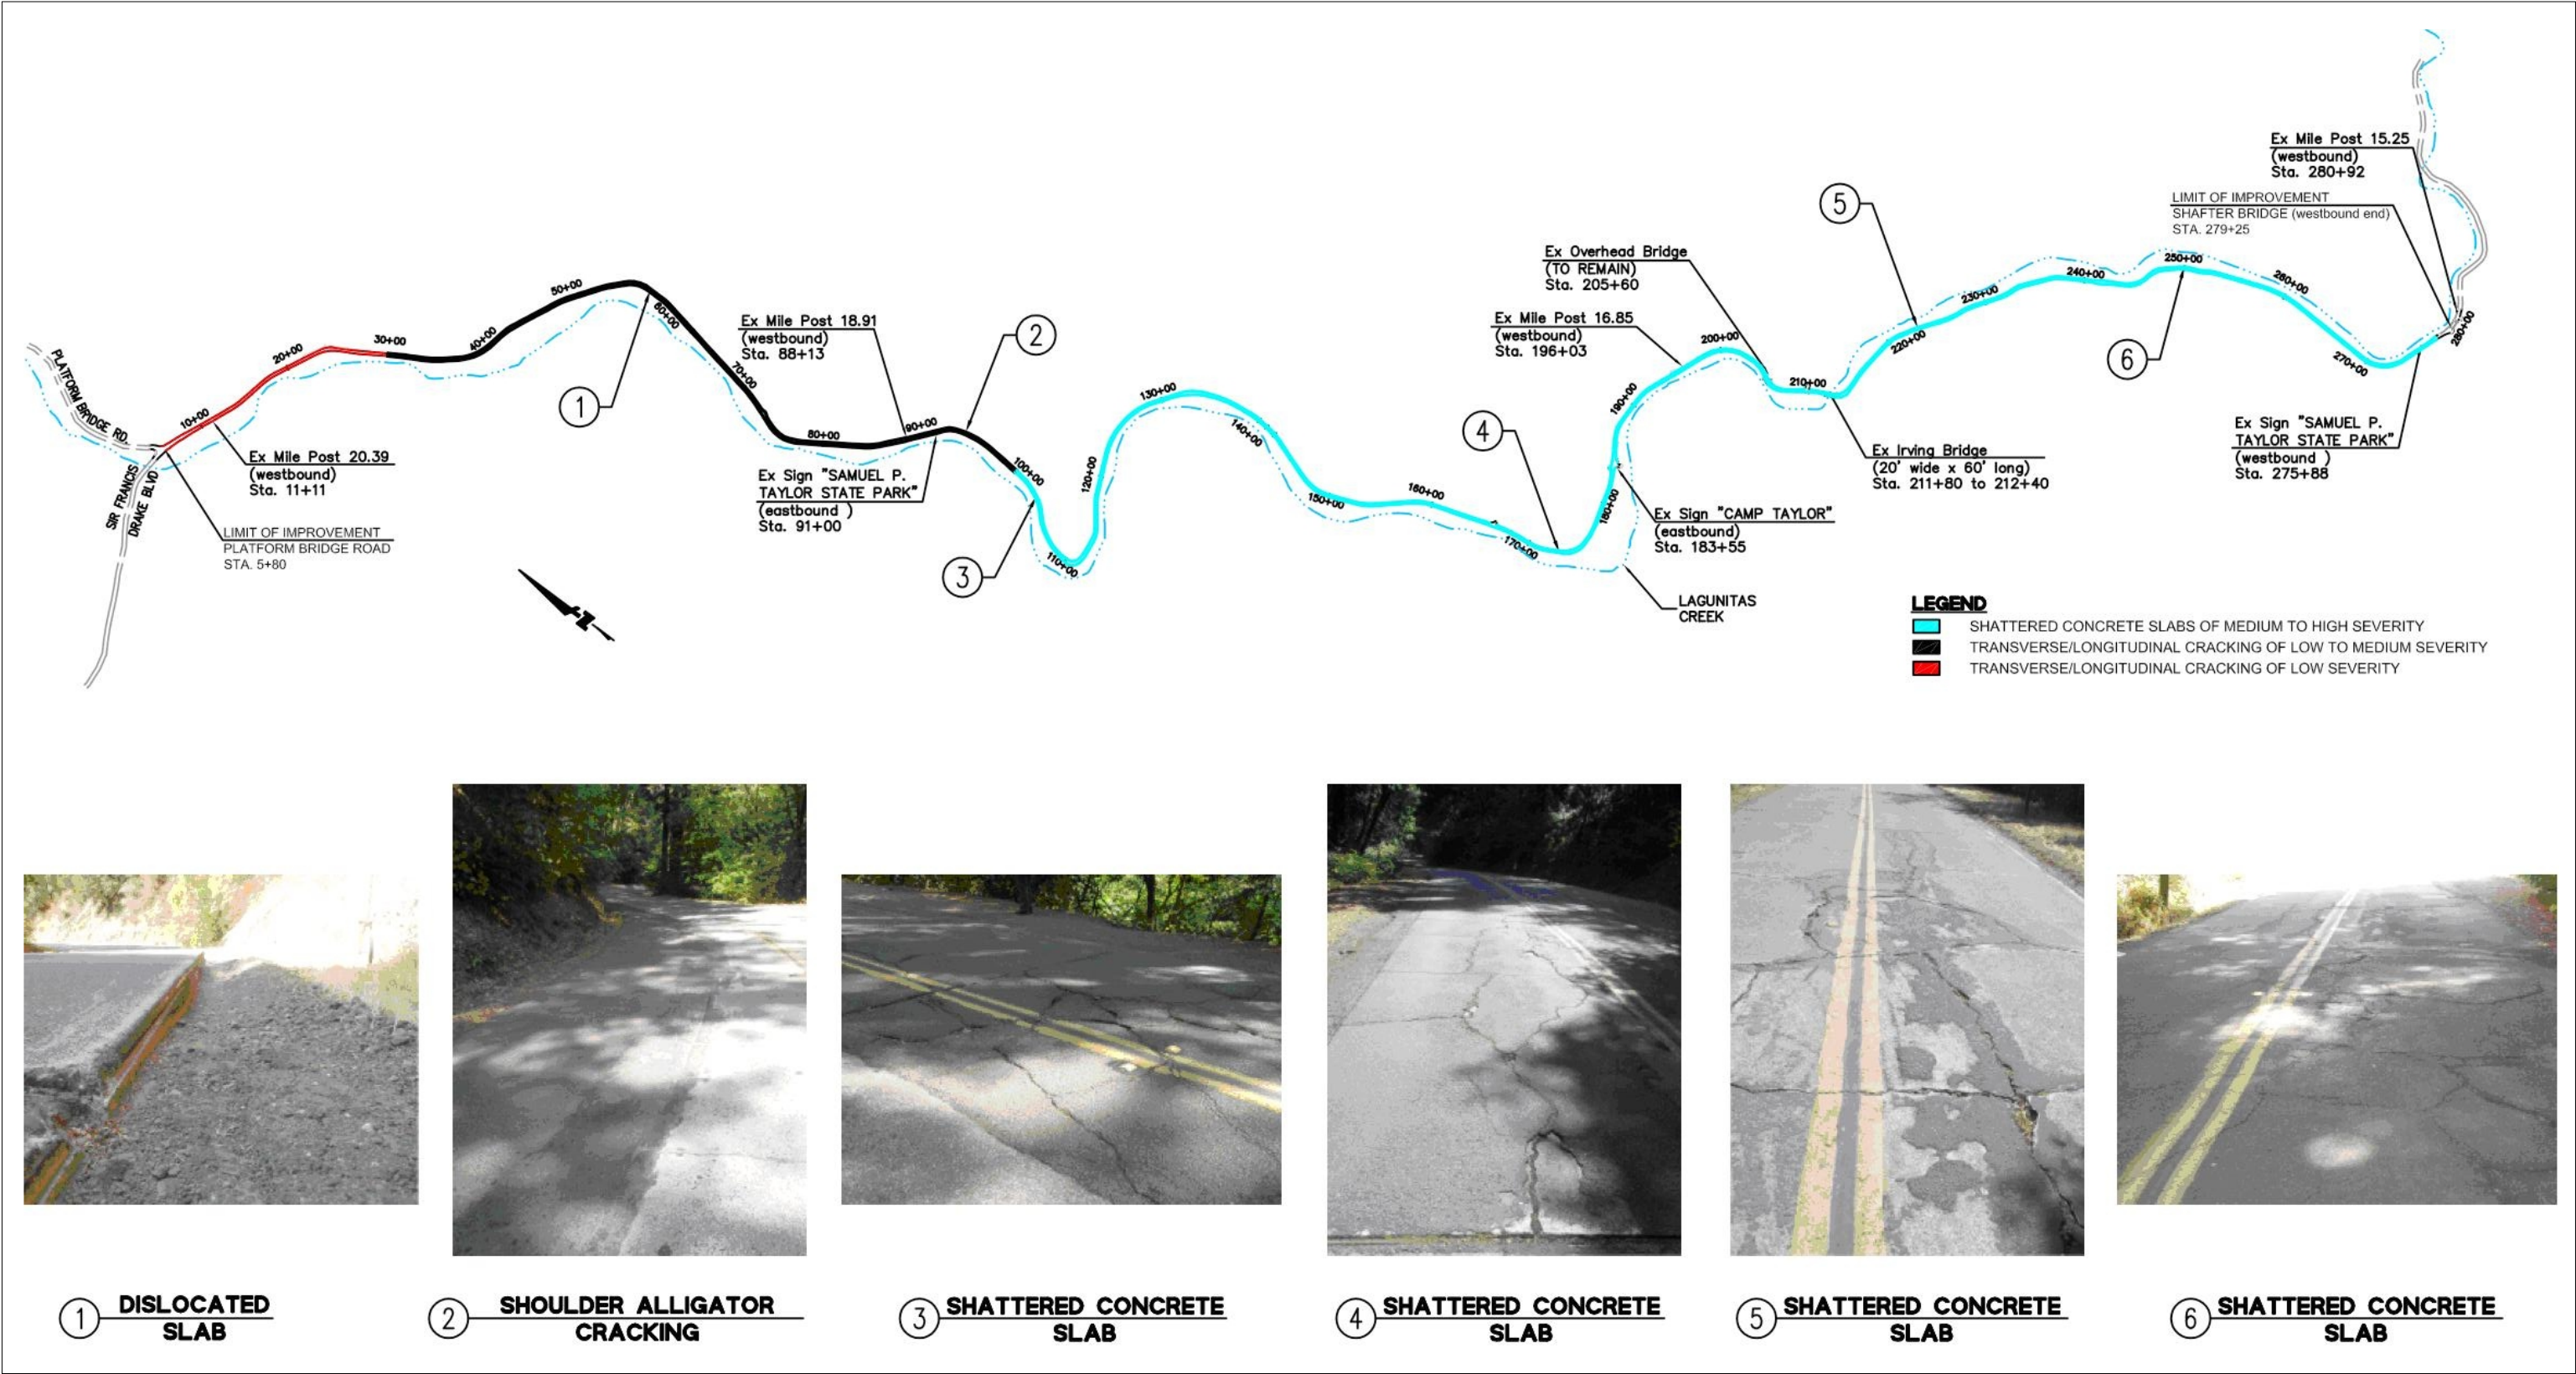 Ex Mile Post 15.25
(westbound)
Sta. 280+92
LIMIT OF IMPROVEMENT
SHAFTER BRIDGE (westbound end)
STA. 279+25
5
Ex Overhead Bridge
(TO REMAIN)
Sta. 205+60
Ex Mile Post 16.85
(westbound)
Sta. 196+03
Ex Mile Post 18.91
(westbound)
Sta. 88+13
2
1
4
6
3
PLATFORM BRIDGE RD.
SIR FRANCIS
DRAKE BLVD
10+00
20+00
30+00
40+00
50+00
60+00
70+00
80+00
90+00
100+00
110+00
120+00
130+00
140+00
150+00
160+00
170+00
180+00
190+00
200+00
210+00
220+00
230+00
240+00
250+00
260+00
270+00
280+00
Ex Mile Post 20.39
(westbound)
Sta. 11+11
LIMIT OF IMPROVEMENT
PLATFORM BRIDGE ROAD
STA. 5+80
Ex Sign "SAMUEL P.
TAYLOR STATE PARK"
(eastbound )
Sta. 91+00
Ex Sign "CAMP TAYLOR"
(eastbound)
Sta. 183+55
Ex Irving Bridge
(20' wide x 60' long)
Sta. 211+80 to 212+40
Ex Sign "SAMUEL P.
TAYLOR STATE PARK"
(westbound )
Sta. 275+88
LAGUNITAS
CREEK
Z
LEGEND
SHATTERED CONCRETE SLABS OF MEDIUM TO HIGH SEVERITY
TRANSVERSE/LONGITUDINAL CRACKING OF LOW TO MEDIUM SEVERITY
TRANSVERSE/LONGITUDINAL CRACKING OF LOW SEVERITY
1 DISLOCATED
SLAB
2 SHOULDER ALLIGATOR
CRACKING
3 SHATTERED CONCRETE
SLAB
4 SHATTERED CONCRETE
SLAB
5 SHATTERED CONCRETE
SLAB
6 SHATTERED CONCRETE
SLAB